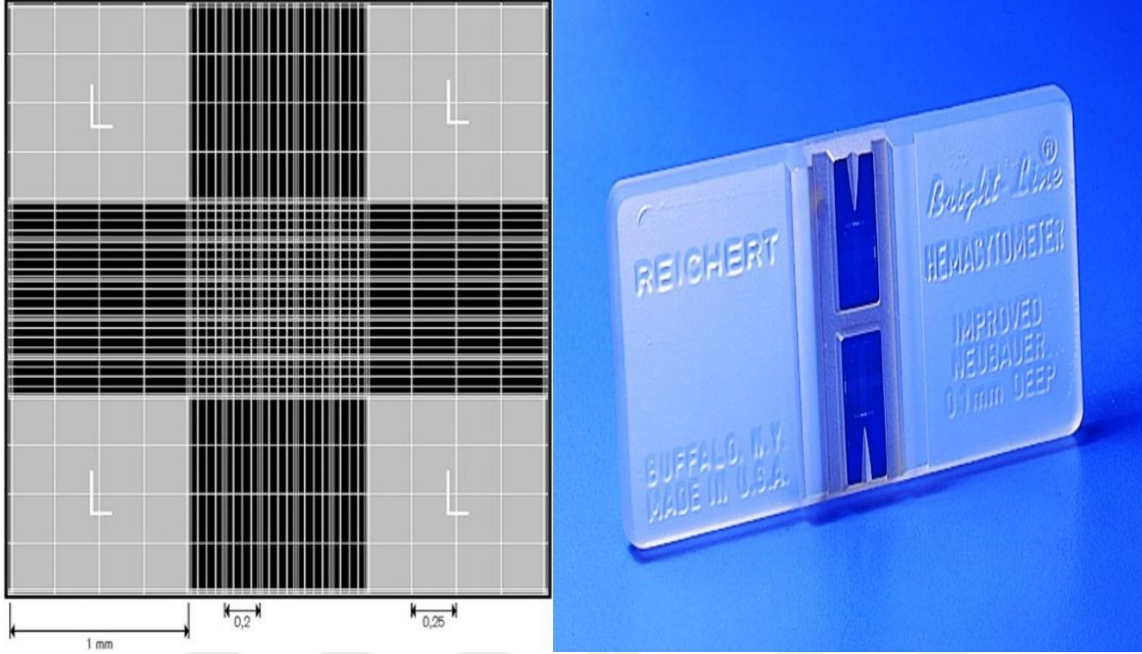 L
L
L
L
0,2
0,25
1 mm
REICHERT
BUFFALO, N.Y.
MADE IN U.S.A.
Bright-Line®
HEMACYTOMETER
IMPROVED
NEUBAUER
0.1mm DEEP